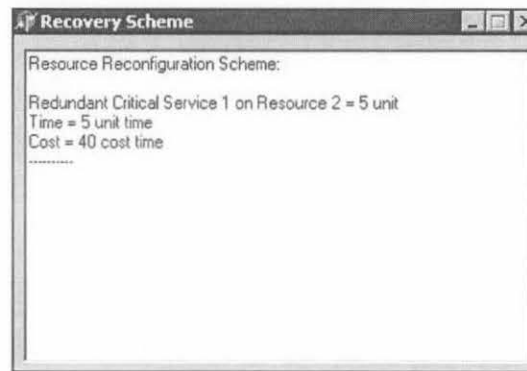 Recovery Scheme
Resource Reconfiguration Scheme:
Redundant Critical Service 1 on Resource 2 = 5 unit
Time = 5 unit time
Cost = 40 cost time
----------